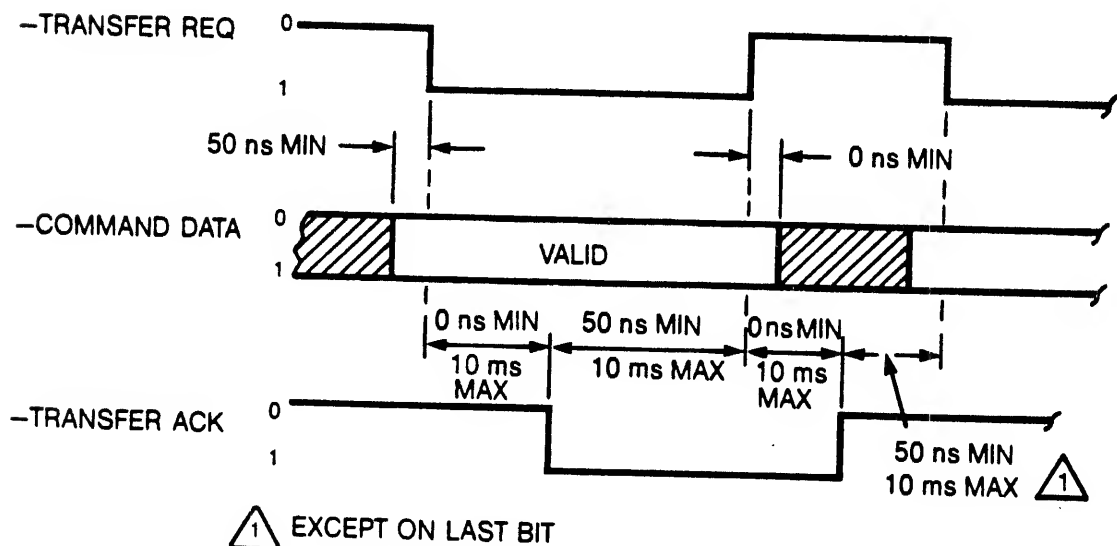 –TRANSFER REQ
0
1
50 ns MIN
0 ns MIN
–COMMAND DATA
0
1
VALID
0 ns MIN
10 ms
MAX
50 ns MIN
10 ms MAX
0 ns MIN
10 ms
MAX
–TRANSFER ACK
0
1
50 ns MIN
10 ms MAX
1
1 EXCEPT ON LAST BIT